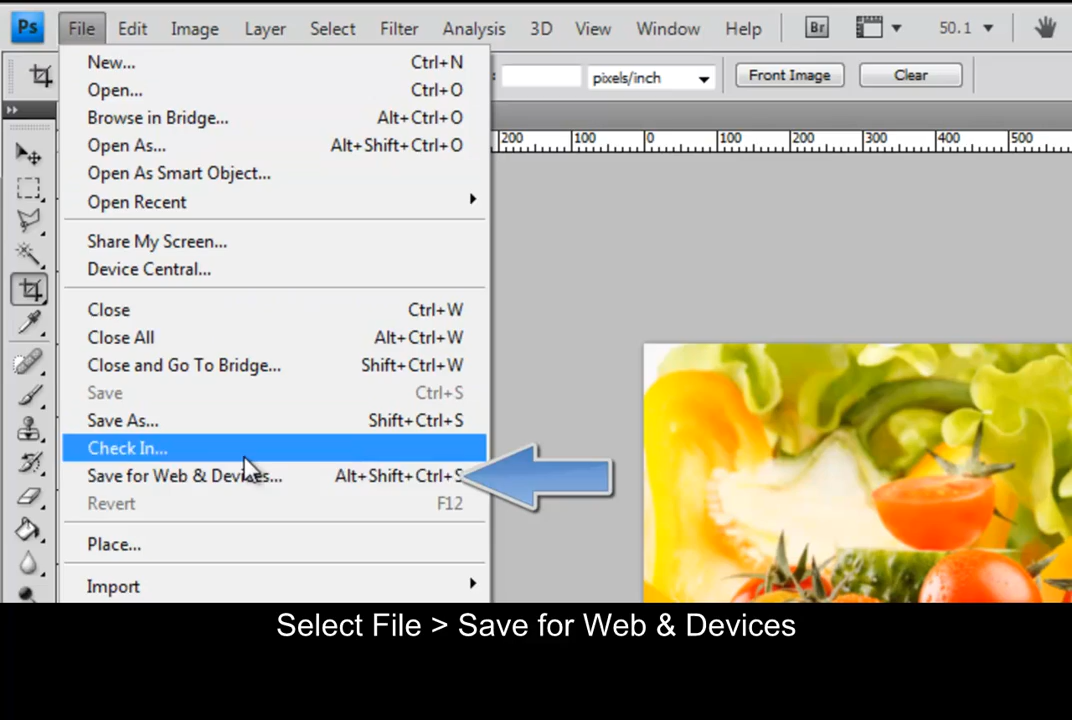 Ps File Edit Image Layer Select Filter Analysis 3D View Window Help Br 50.1
pixels/inch Front Image Clear
200 100 0 100 200 300 400 500
New... Ctrl+N
Open... Ctrl+O
Browse in Bridge... Alt+Ctrl+O
Open As... Alt+Shift+Ctrl+O
Open As Smart Object...
Open Recent
Share My Screen...
Device Central...
Close Ctrl+W
Close All Alt+Ctrl+W
Close and Go To Bridge... Shift+Ctrl+W
Save Ctrl+S
Save As... Shift+Ctrl+S
Check In...
Save for Web & Devices... Alt+Shift+Ctrl+S
Revert F12
Place...
Import
Select File > Save for Web & Devices